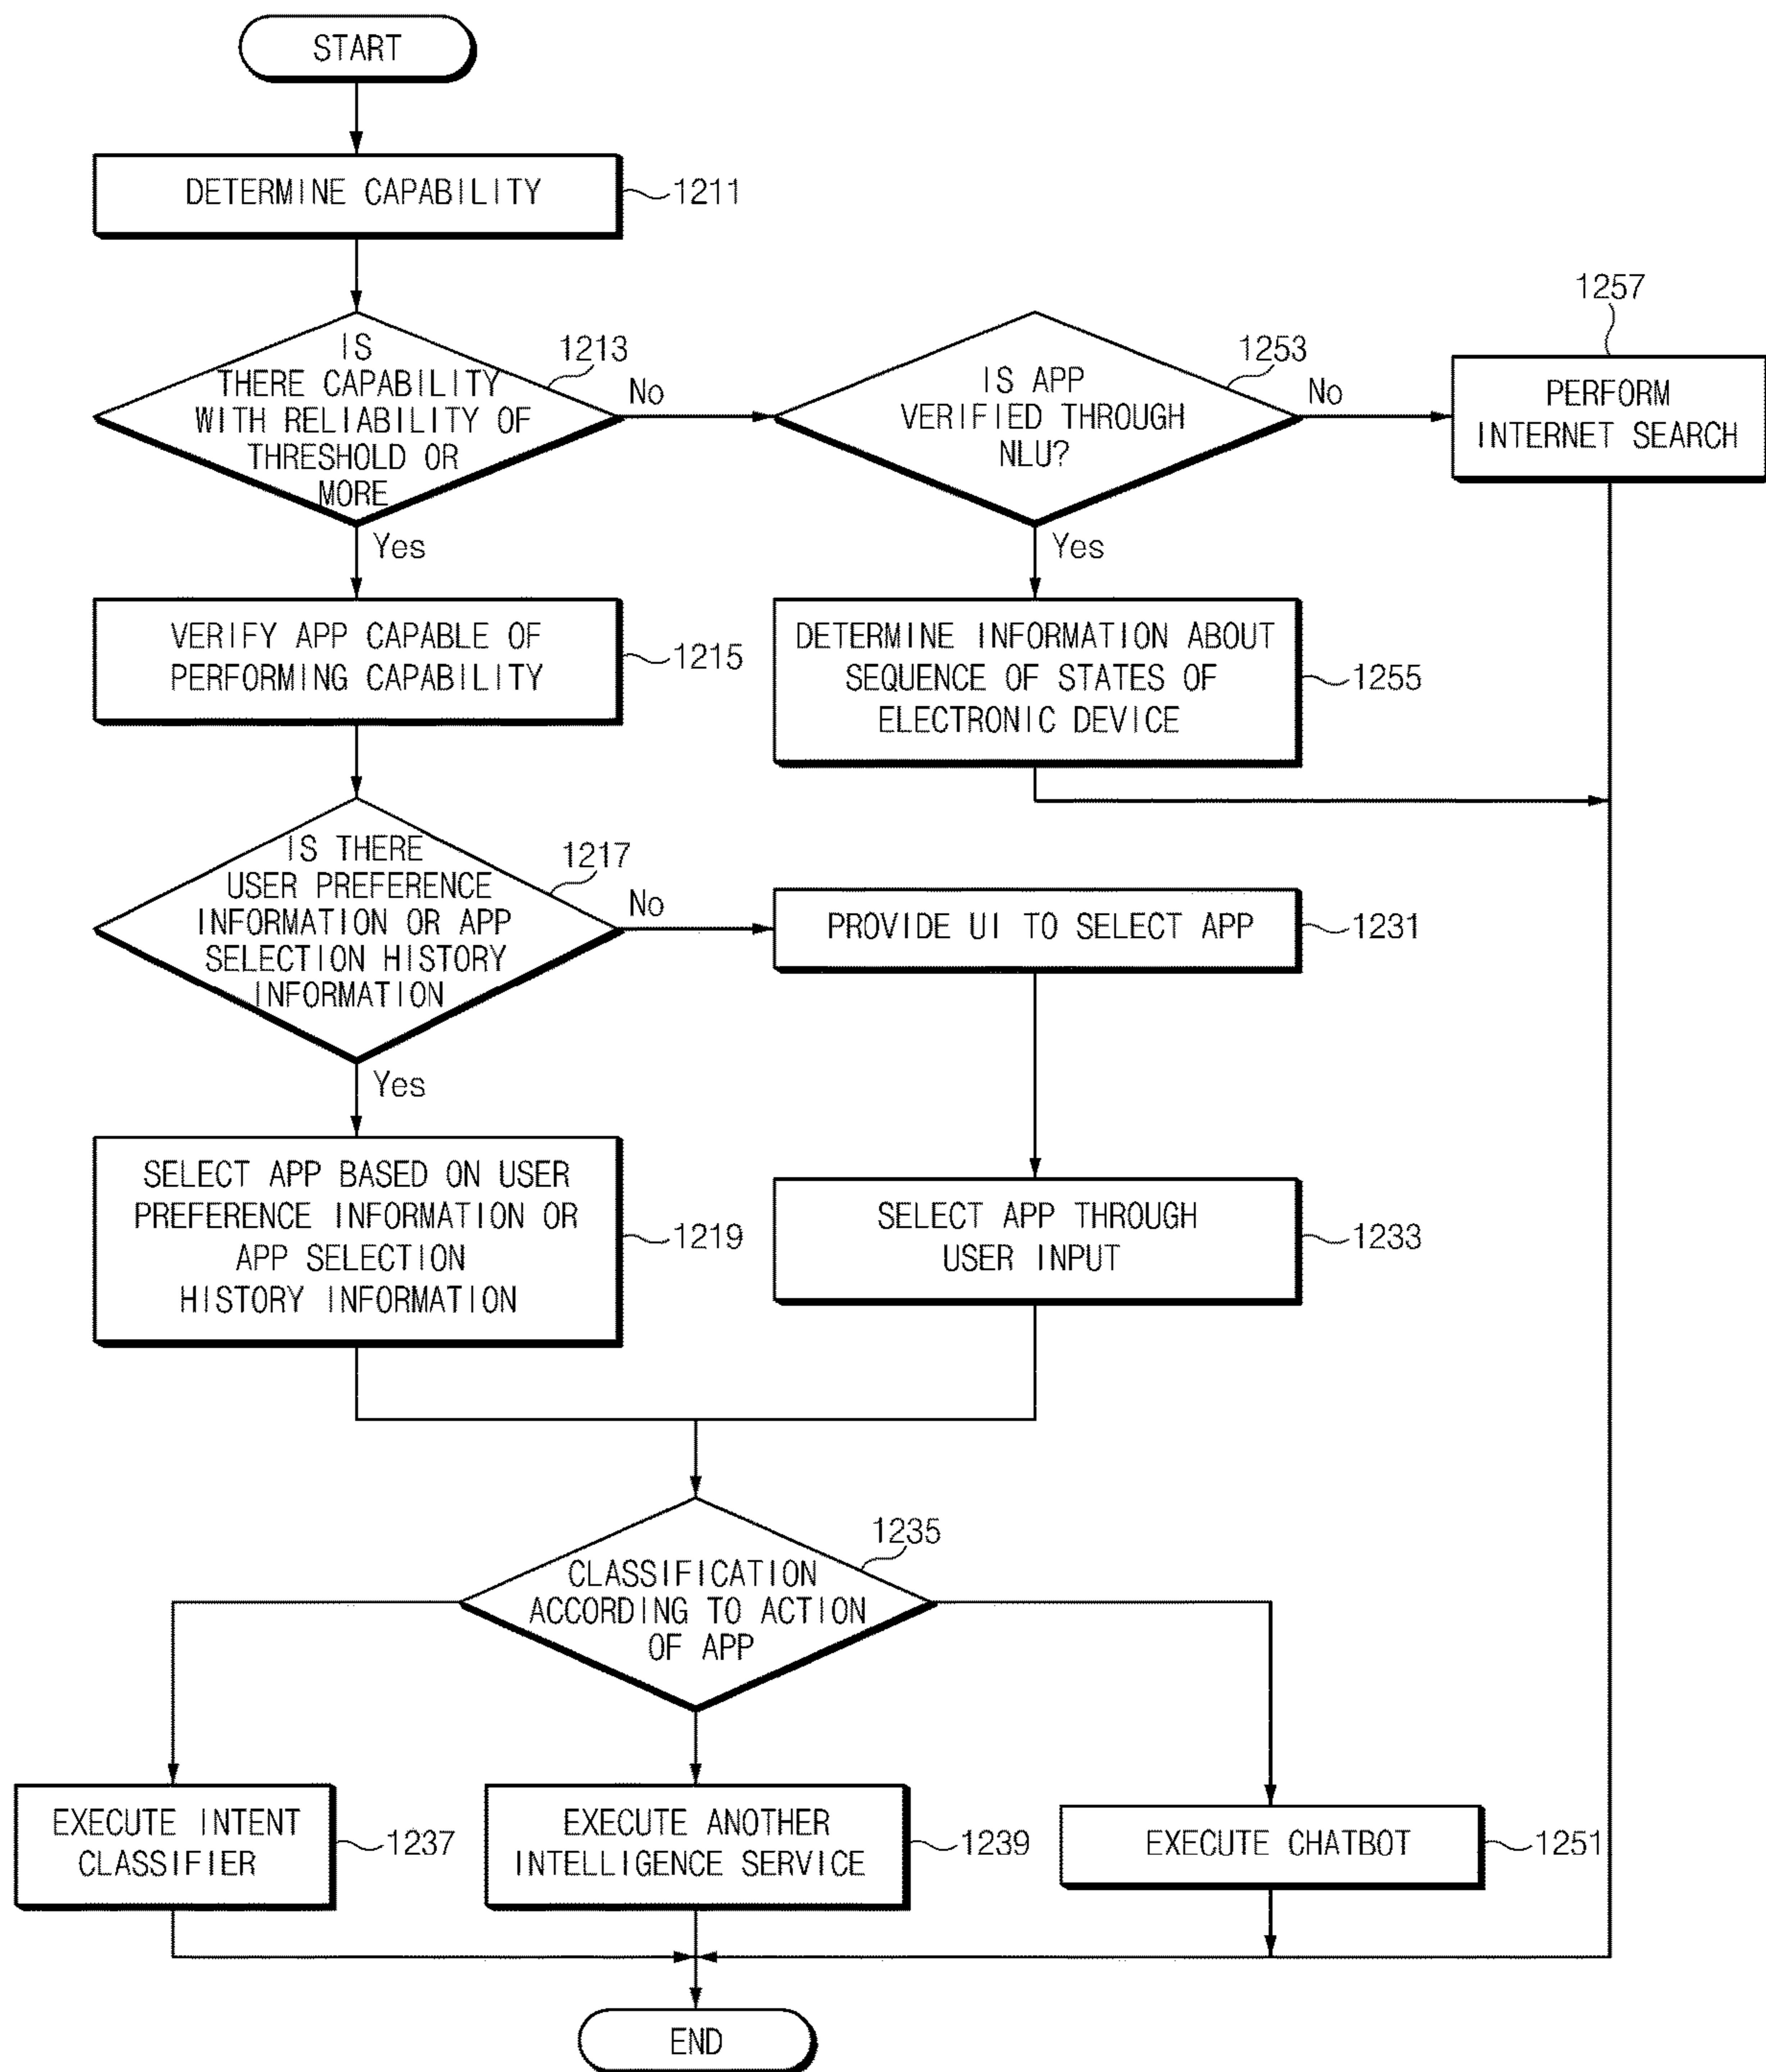 START
DETERMINE CAPABILITY
1211
IS
THERE CAPABILITY
WITH RELIABILITY OF
THRESHOLD OR
MORE
1213
No
Yes
IS APP
VERIFIED THROUGH
NLU?
1253
No
Yes
1257
PERFORM
INTERNET SEARCH
VERIFY APP CAPABLE OF
PERFORMING CAPABILITY
1215
DETERMINE INFORMATION ABOUT
SEQUENCE OF STATES OF
ELECTRONIC DEVICE
1255
IS THERE
USER PREFERENCE
INFORMATION OR APP
SELECTION HISTORY
INFORMATION
1217
No
Yes
PROVIDE UI TO SELECT APP
1231
SELECT APP BASED ON USER
PREFERENCE INFORMATION OR
APP SELECTION
HISTORY INFORMATION
1219
SELECT APP THROUGH
USER INPUT
1233
CLASSIFICATION
ACCORDING TO ACTION
OF APP
1235
EXECUTE INTENT
CLASSIFIER
1237
EXECUTE ANOTHER
INTELLIGENCE SERVICE
1239
EXECUTE CHATBOT
1251
END